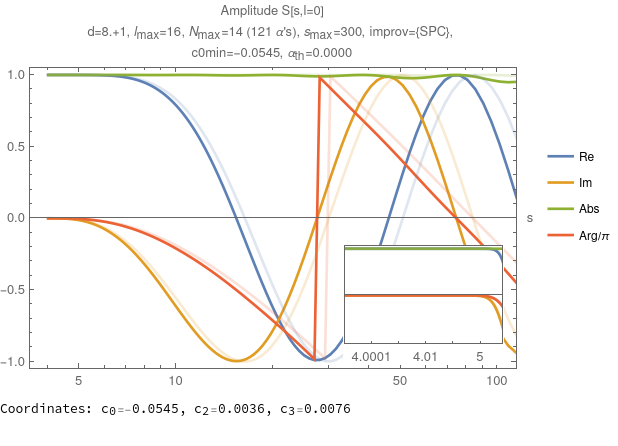 Amplitude S[s,l=0]
d=8.+1, lmax=16, Nmax=14 (121 α's), smax=300, improv={SPC},
c0min=−0.0545, αth=0.0000
1.0
0.5
0.0
−0.5
−1.0
5
10
50
100
s
4.0001
4.01
5
Re
Im
Abs
Arg/π
Coordinates: c0=−0.0545, c2=0.0036, c3=0.0076